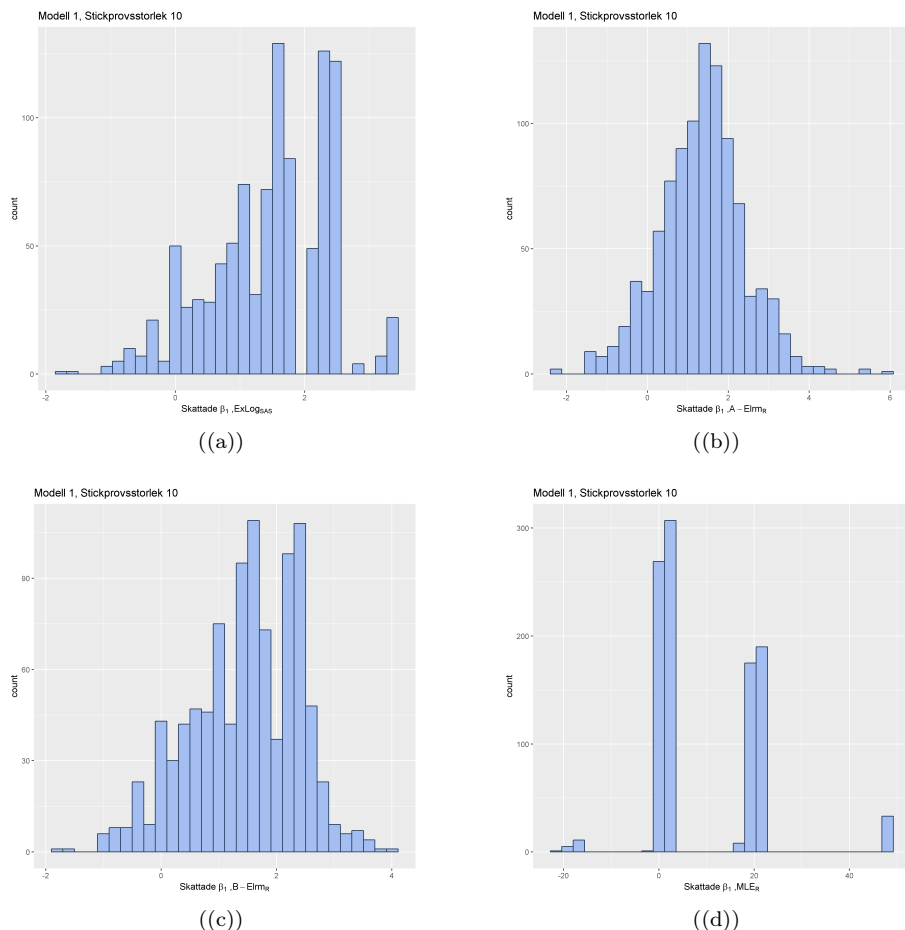 Modell 1, Stickprovsstorlek 10
count
100
50
0
-2
0
2
Skattade β₁ ,ExLog_SAS
((a))
Modell 1, Stickprovsstorlek 10
count
100
50
0
-2
0
2
4
6
Skattade β₁ ,A−Elrm_R
((b))
Modell 1, Stickprovsstorlek 10
count
90
60
30
0
-2
0
2
4
Skattade β₁ ,B−Elrm_R
((c))
Modell 1, Stickprovsstorlek 10
count
300
200
100
0
-20
0
20
40
Skattade β₁ ,MLE_R
((d))